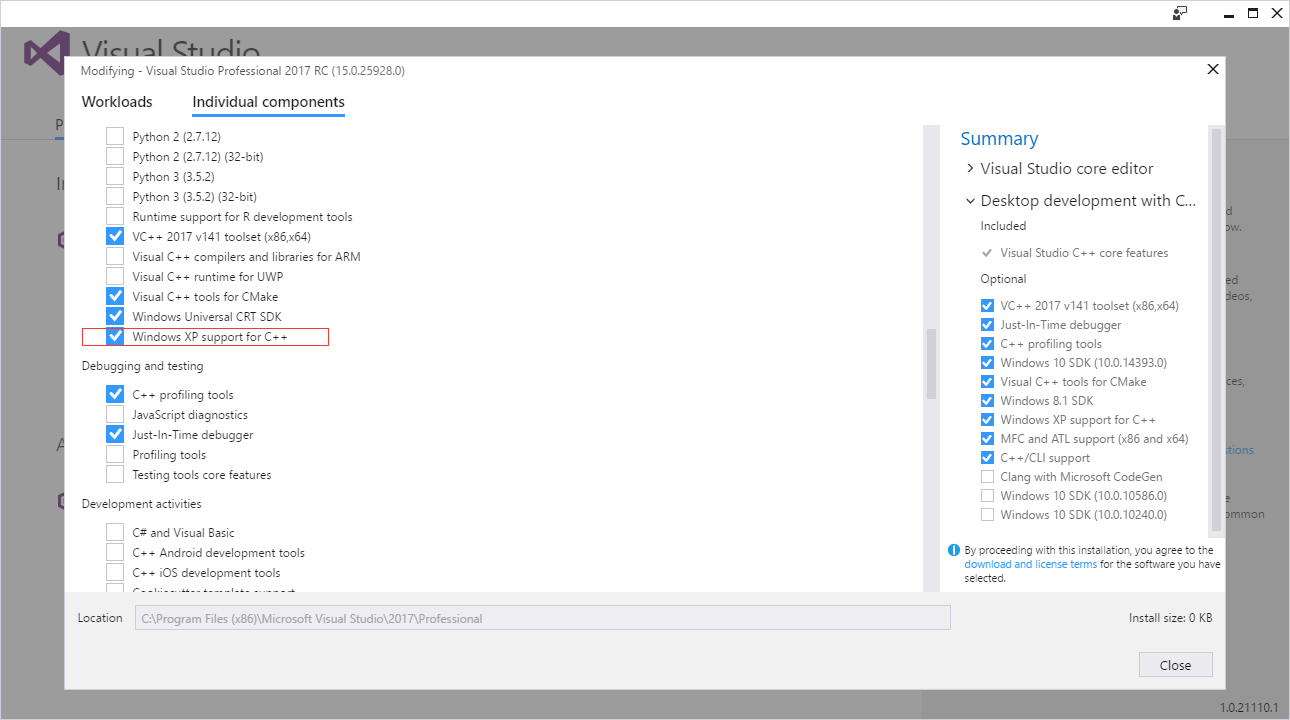 Visual Studio
Modifying - Visual Studio Professional 2017 RC (15.0.25928.0)
Workloads
Individual components
Python 2 (2.7.12)
Python 2 (2.7.12) (32-bit)
Python 3 (3.5.2)
Python 3 (3.5.2) (32-bit)
Runtime support for R development tools
VC++ 2017 v141 toolset (x86,x64)
Visual C++ compilers and libraries for ARM
Visual C++ runtime for UWP
Visual C++ tools for CMake
Windows Universal CRT SDK
Windows XP support for C++
Debugging and testing
C++ profiling tools
JavaScript diagnostics
Just-In-Time debugger
Profiling tools
Testing tools core features
Development activities
C# and Visual Basic
C++ Android development tools
C++ iOS development tools
Cookiecutter template support
Summary
Visual Studio core editor
Desktop development with C...
Included
Visual Studio C++ core features
Optional
VC++ 2017 v141 toolset (x86,x64)
Just-In-Time debugger
C++ profiling tools
Windows 10 SDK (10.0.14393.0)
Visual C++ tools for CMake
Windows 8.1 SDK
Windows XP support for C++
MFC and ATL support (x86 and x64)
C++/CLI support
Clang with Microsoft CodeGen
Windows 10 SDK (10.0.10586.0)
Windows 10 SDK (10.0.10240.0)
By proceeding with this installation, you agree to the
download and license terms for the software you have
selected.
Location
C:\Program Files (x86)\Microsoft Visual Studio\2017\Professional
Install size: 0 KB
Close
1.0.21110.1